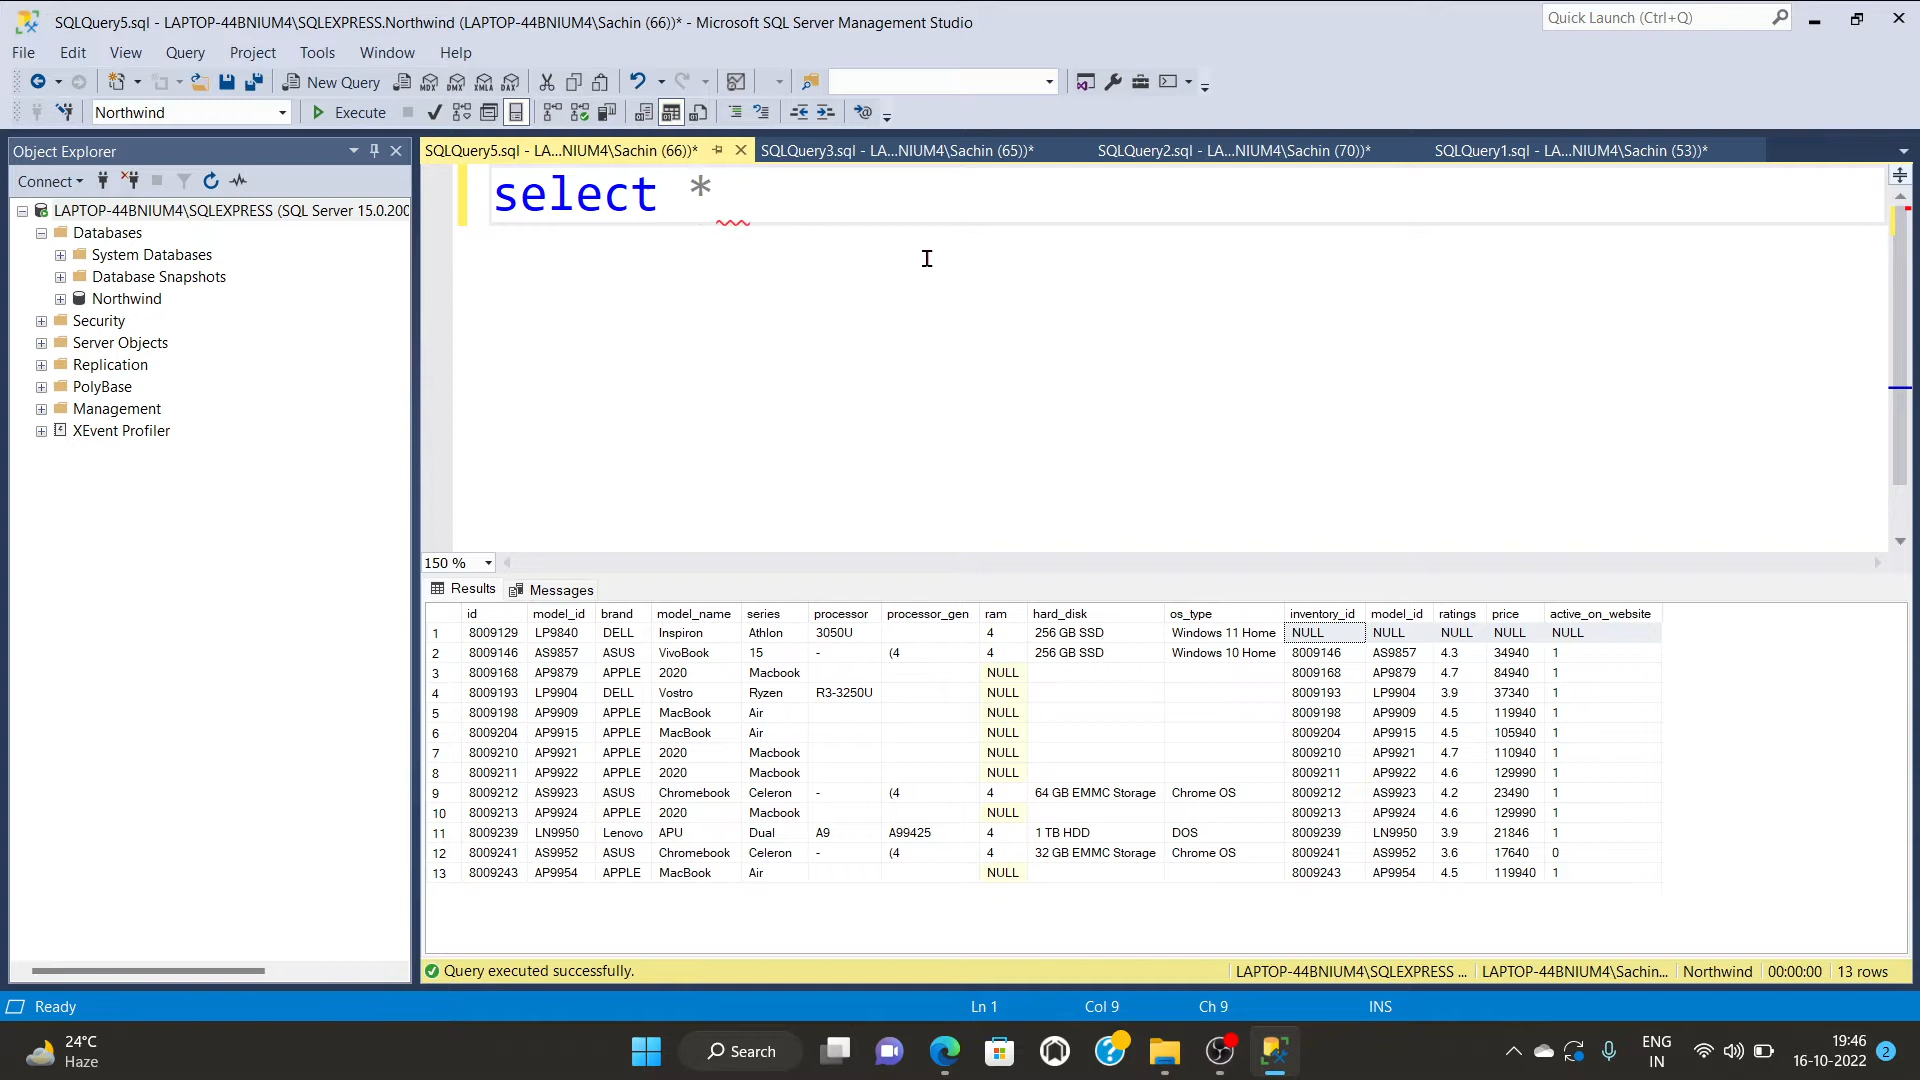 SQLQuery5.sql - LAPTOP-44BNIUM4\SQLEXPRESS.Northwind (LAPTOP-44BNIUM4\Sachin (66))* - Microsoft SQL Server Management Studio
Quick Launch (Ctrl+Q)
File Edit View Query Project Tools Window Help
New Query MDX DMX XMLA DAX
Northwind Execute
Object Explorer
SQLQuery5.sql - LA...NIUM4\Sachin (66))* SQLQuery3.sql - LA...NIUM4\Sachin (65))* SQLQuery2.sql - LA...NIUM4\Sachin (70))* SQLQuery1.sql - LA...NIUM4\Sachin (53))*
Connect
LAPTOP-44BNIUM4\SQLEXPRESS (SQL Server 15.0.200
Databases
System Databases
Database Snapshots
Northwind
Security
Server Objects
Replication
PolyBase
Management
XEvent Profiler
select *
150 %
Results Messages
id model_id brand model_name series processor processor_gen ram hard_disk os_type inventory_id model_id ratings price active_on_website
1 8009129 LP9840 DELL Inspiron Athlon 3050U 4 256 GB SSD Windows 11 Home NULL NULL NULL NULL NULL
2 8009146 AS9857 ASUS VivoBook 15 - (4 4 256 GB SSD Windows 10 Home 8009146 AS9857 4.3 34940 1
3 8009168 AP9879 APPLE 2020 Macbook NULL 8009168 AP9879 4.7 84940 1
4 8009193 LP9904 DELL Vostro Ryzen R3-3250U NULL 8009193 LP9904 3.9 37340 1
5 8009198 AP9909 APPLE MacBook Air NULL 8009198 AP9909 4.5 119940 1
6 8009204 AP9915 APPLE MacBook Air NULL 8009204 AP9915 4.5 105940 1
7 8009210 AP9921 APPLE 2020 Macbook NULL 8009210 AP9921 4.7 110940 1
8 8009211 AP9922 APPLE 2020 Macbook NULL 8009211 AP9922 4.6 129990 1
9 8009212 AS9923 ASUS Chromebook Celeron - (4 4 64 GB EMMC Storage Chrome OS 8009212 AS9923 4.2 23490 1
10 8009213 AP9924 APPLE 2020 Macbook NULL 8009213 AP9924 4.6 129990 1
11 8009239 LN9950 Lenovo APU Dual A9 A99425 4 1 TB HDD DOS 8009239 LN9950 3.9 21846 1
12 8009241 AS9952 ASUS Chromebook Celeron - (4 4 32 GB EMMC Storage Chrome OS 8009241 AS9952 3.6 17640 0
13 8009243 AP9954 APPLE MacBook Air NULL 8009243 AP9954 4.5 119940 1
Query executed successfully. LAPTOP-44BNIUM4\SQLEXPRESS ... LAPTOP-44BNIUM4\Sachin... Northwind 00:00:00 13 rows
Ready Ln 1 Col 9 Ch 9 INS
24°C
Haze
Search
ENG
IN
19:46
16-10-2022
2